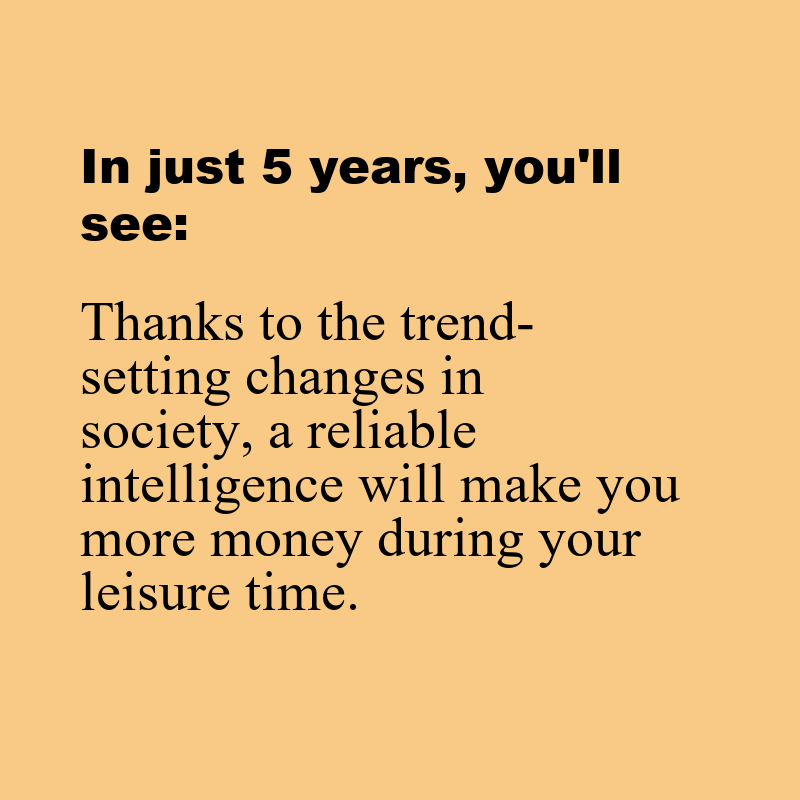 In just 5 years, you'll
see:
Thanks to the trend-
setting changes in
society, a reliable
intelligence will make you
more money during your
leisure time.